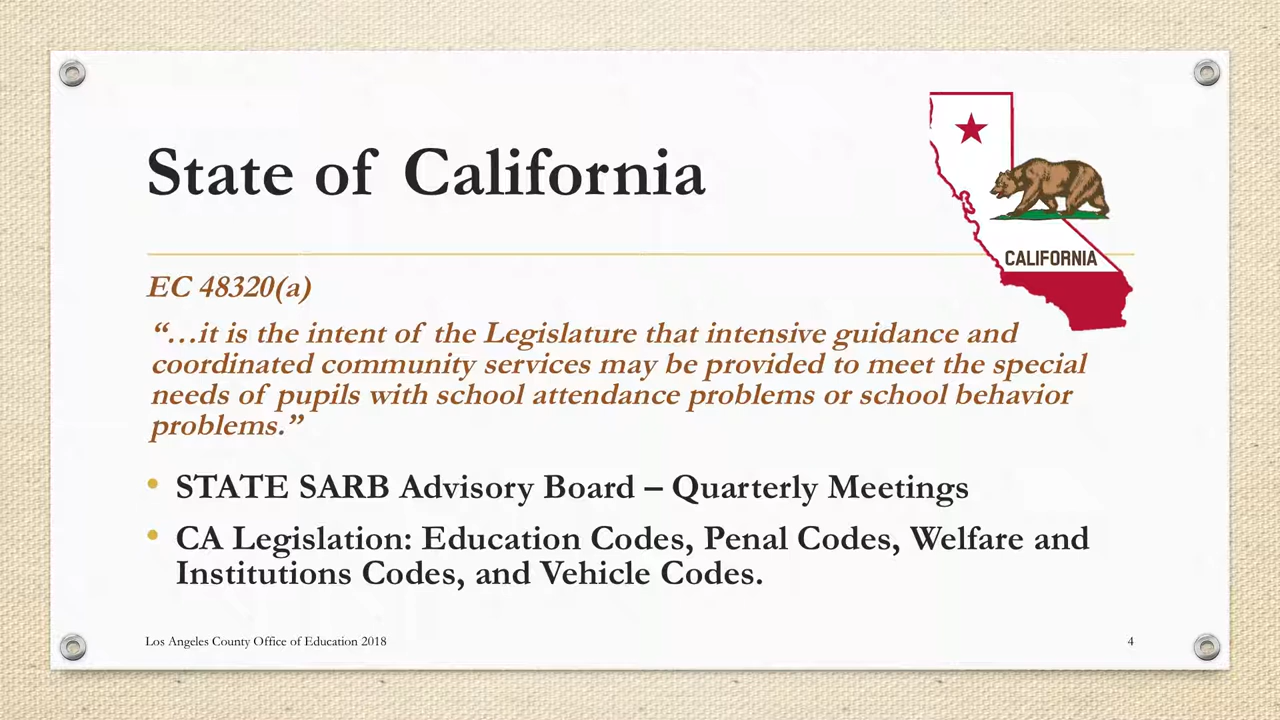 State of California
CALIFORNIA
EC 48320(a)
“…it is the intent of the Legislature that intensive guidance and
coordinated community services may be provided to meet the special
needs of pupils with school attendance problems or school behavior
problems.”
• STATE SARB Advisory Board – Quarterly Meetings
• CA Legislation: Education Codes, Penal Codes, Welfare and
Institutions Codes, and Vehicle Codes.
Los Angeles County Office of Education 2018
4